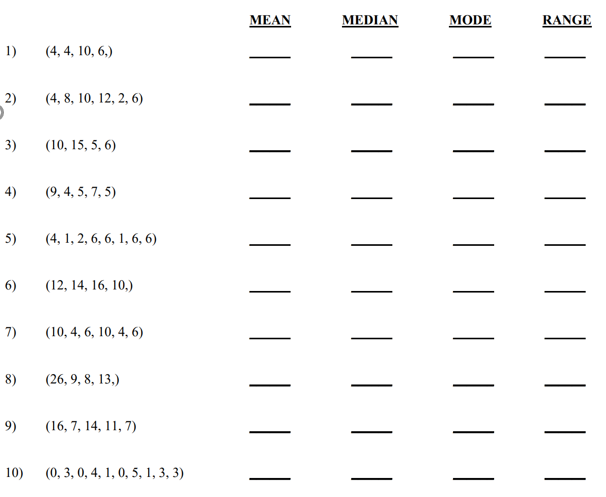 MEAN MEDIAN MODE RANGE
1) (4, 4, 10, 6,)
2) (4, 8, 10, 12, 2, 6)
3) (10, 15, 5, 6)
4) (9, 4, 5, 7, 5)
5) (4, 1, 2, 6, 6, 1, 6, 6)
6) (12, 14, 16, 10,)
7) (10, 4, 6, 10, 4, 6)
8) (26, 9, 8, 13,)
9) (16, 7, 14, 11, 7)
10) (0, 3, 0, 4, 1, 0, 5, 1, 3, 3)